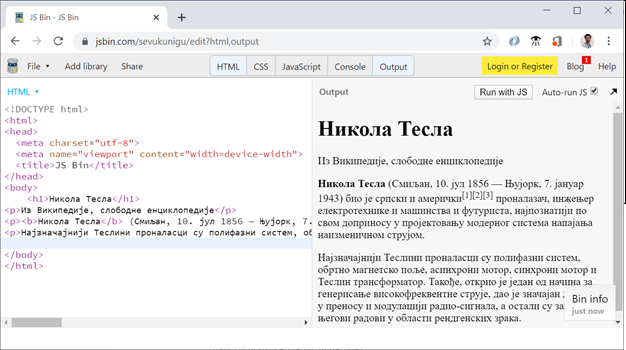 JS Bin - JS Bin
jsbin.com/sevukunigu/edit?html,output
File Add library Share HTML CSS JavaScript Console Output Login or Register Blog 1 Help
HTML
Output Run with JS Auto-run JS
<!DOCTYPE html>
<html>
<head>
<meta charset="utf-8">
<meta name="viewport" content="width=device-width">
<title>JS Bin</title>
</head>
<body>
<h1>Никола Тесла</h1>
<p>Из Википедије, слободне енциклопедије</p>
<p><b>Никола Тесла</b> (Смиљан, 10. јул 1856 — Њујорк, 7.
<p>Најзначајнији Теслини проналасци су полифазни систем, об
</body>
</html>
Никола Тесла
Из Википедије, слободне енциклопедије
Никола Тесла (Смиљан, 10. јул 1856 — Њујорк, 7. јануар
1943) био је српски и амерички[1][2][3] проналазач, инжењер
електротехнике и машинства и футуриста, најпознатији по
свом доприносу у пројектовању модерног система напајања
наизменичном струјом.
Најзначајнији Теслини проналасци су полифазни систем,
обртно магнетско поље, асинхрони мотор, синхрони мотор и
Теслин трансформатор. Такође, открио је један од начина за
генерисање високофреквентне струје, дао је значајан
у преносу и модулацији радио-сигнала, а остали су
његови радови у области рендгенских зрака.
Bin info
just now